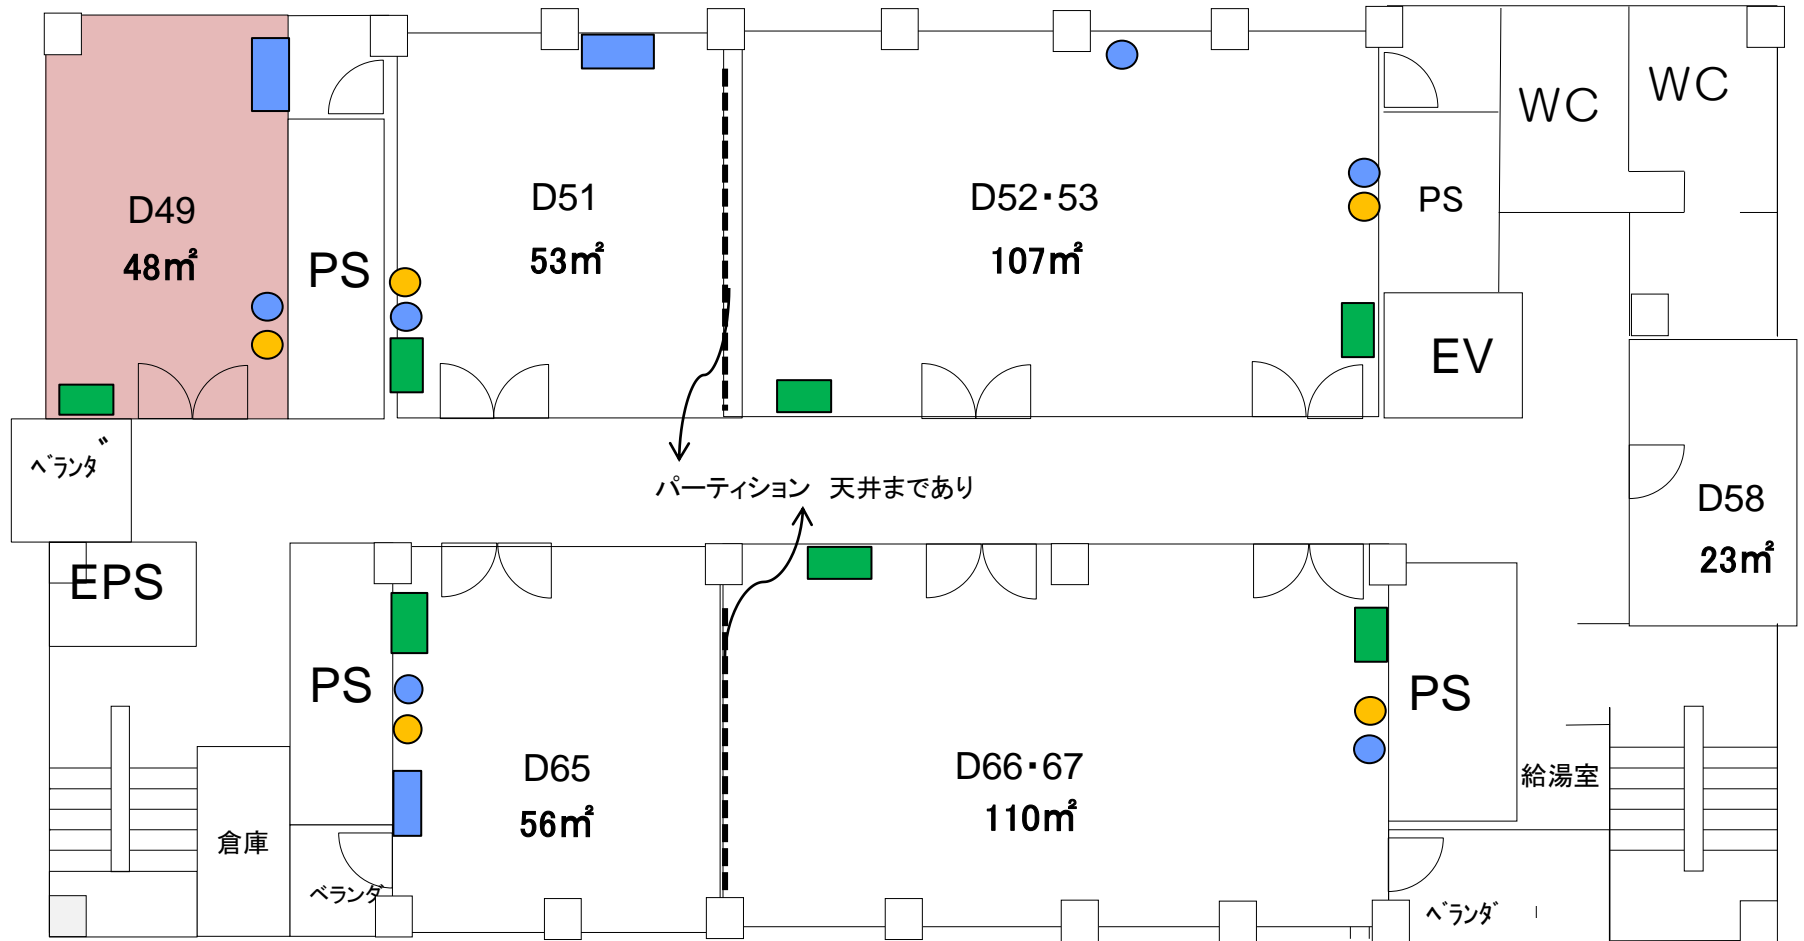 WC
WC
D49
48㎡
PS
D51
53㎡
D52・53
107㎡
PS
EV
ベランダ
パーティション 天井まであり
D58
23㎡
EPS
PS
D65
56㎡
D66・67
110㎡
PS
給湯室
倉庫
ベランダ
ベランダ